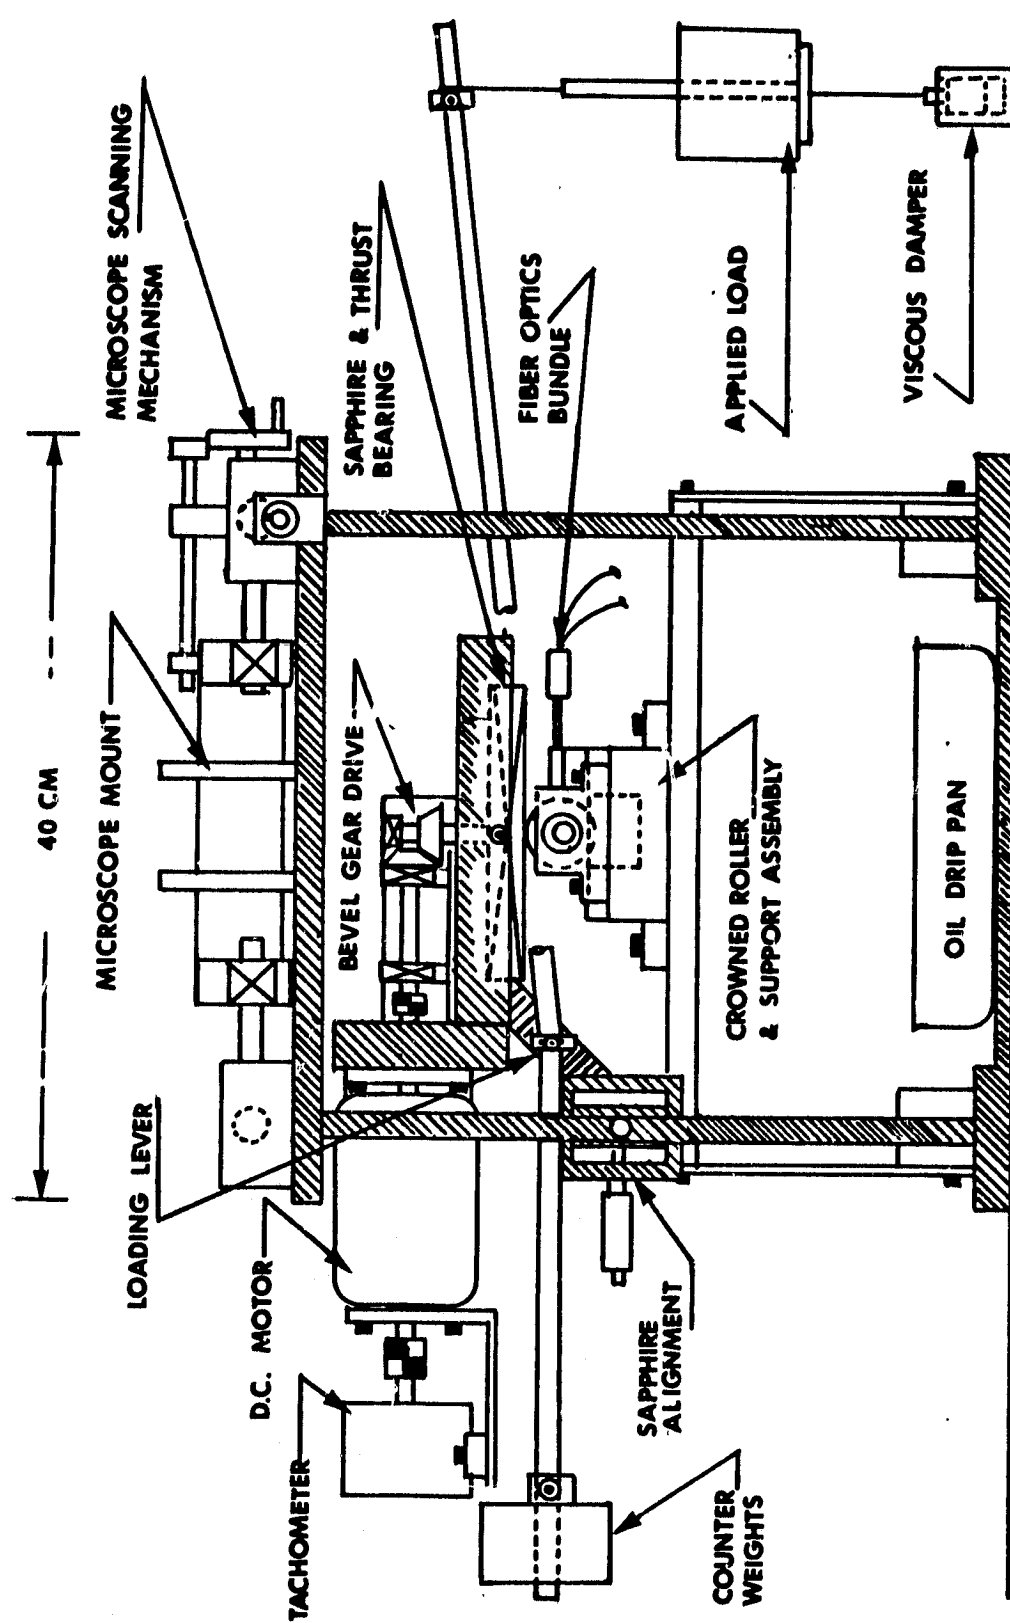 MICROSCOPE SCANNING
MECHANISM
40 CM
MICROSCOPE MOUNT
SAPPHIRE & THRUST
BEARING
BEVEL GEAR DRIVE
FIBER OPTICS
BUNDLE
LOADING LEVER
D.C. MOTOR
TACHOMETER
APPLIED LOAD
CROWNED ROLLER
& SUPPORT ASSEMBLY
SAPPHIRE
ALIGNMENT
COUNTER
WEIGHTS
VISCOUS DAMPER
OIL DRIP PAN